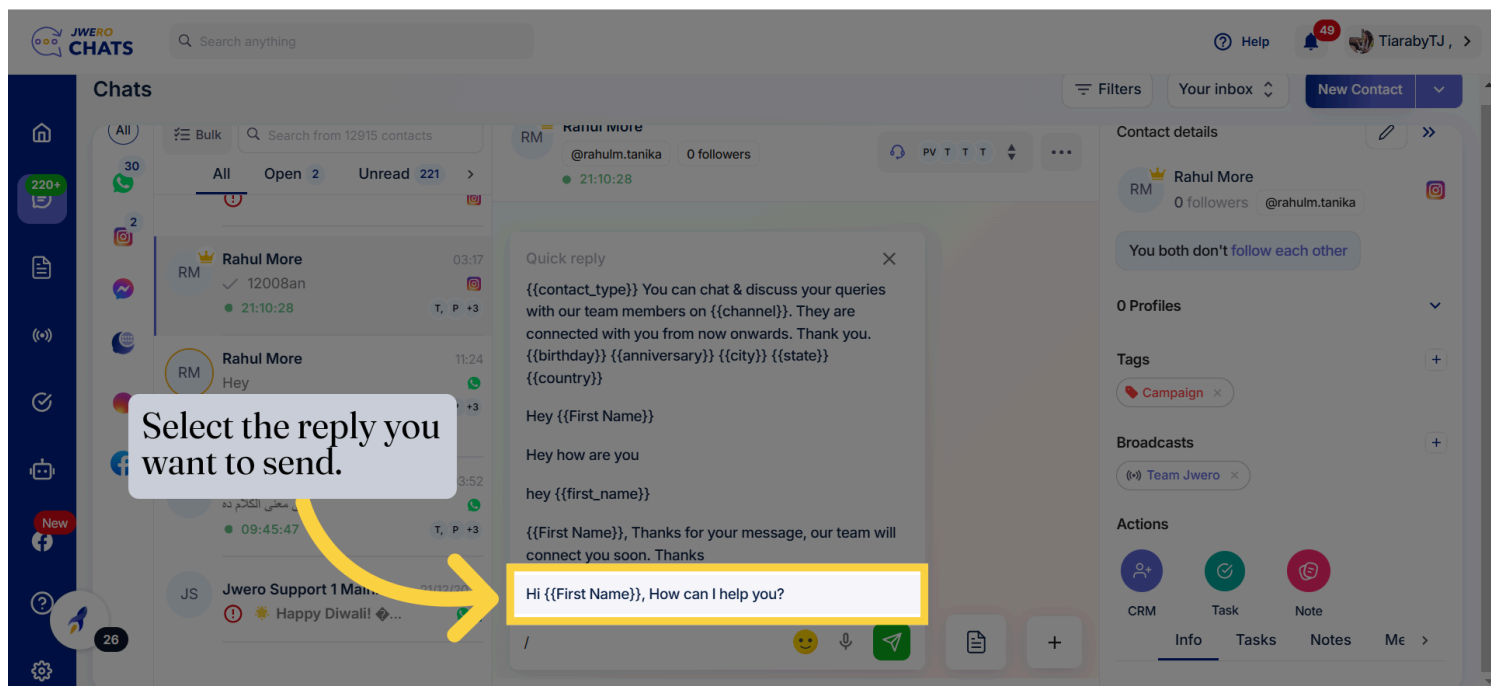 JWERO
CHATS
Search anything
Help
49
TiarabyTJ ,
Chats
Filters
Your inbox
New Contact
All
Bulk
Search from 12915 contacts
All
Open 2
Unread 221
30
2
220+
Rahul More
03:17
RM
12008an
21:10:28
T, P +3
Rahul More
11:24
RM
Hey
+3
3:52
معنى الكلام ده
09:45:47
T, P +3
JS
Jwero Support 1
Happy Diwali! �...
New
26
RM
Rahul More
@rahulm.tanika
0 followers
21:10:28
PV T T T
Quick reply
{{contact_type}} You can chat & discuss your queries
with our team members on {{channel}}. They are
connected with you from now onwards. Thank you.
{{birthday}} {{anniversary}} {{city}} {{state}}
{{country}}
Hey {{First Name}}
Hey how are you
hey {{first_name}}
{{First Name}}, Thanks for your message, our team will
connect you soon. Thanks
Hi {{First Name}}, How can I help you?
/
Select the reply you
want to send.
Contact details
RM
Rahul More
0 followers
@rahulm.tanika
You both don't follow each other
0 Profiles
Tags
Campaign
Broadcasts
Team Jwero
Actions
CRM
Task
Note
Info
Tasks
Notes